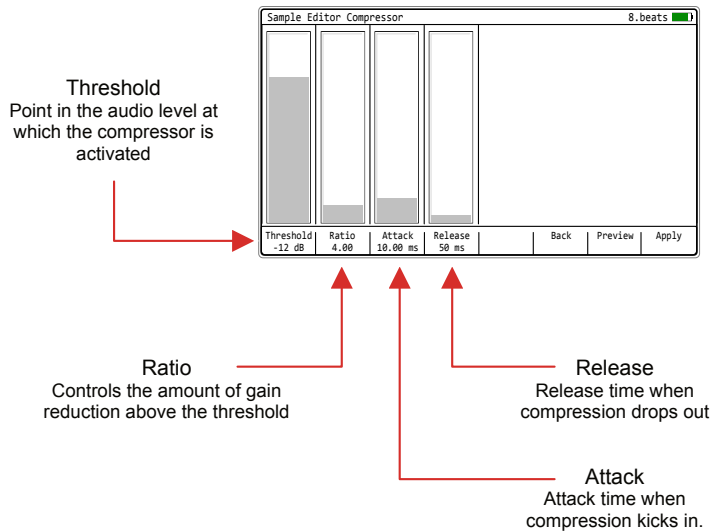 Sample Editor Compressor 8.beats
Threshold
Point in the audio level at
which the compressor is
activated
Threshold Ratio Attack Release Back Preview Apply
-12 dB 4.00 10.00 ms 50 ms
Ratio
Controls the amount of gain
reduction above the threshold
Release
Release time when
compression drops out
Attack
Attack time when
compression kicks in.